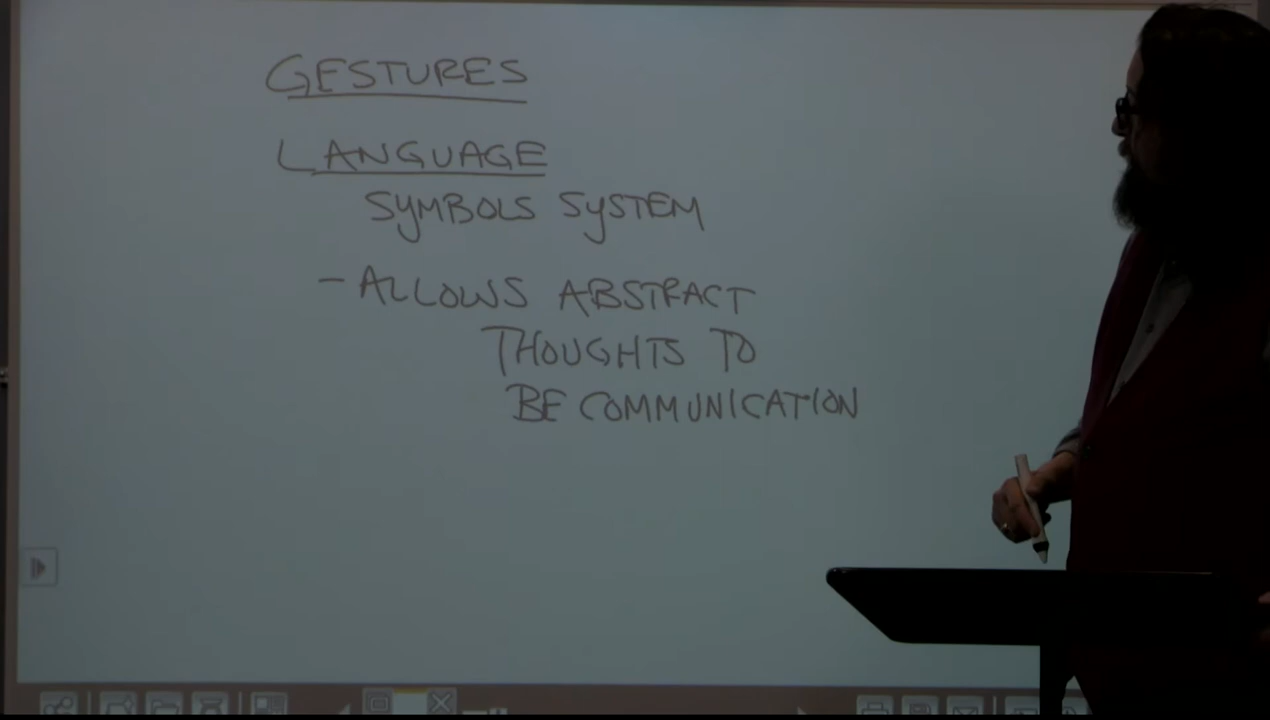 GESTURES
LANGUAGE
SYMBOLS SYSTEM
- ALLOWS ABSTRACT
THOUGHTS TO
BE COMMUNICATION